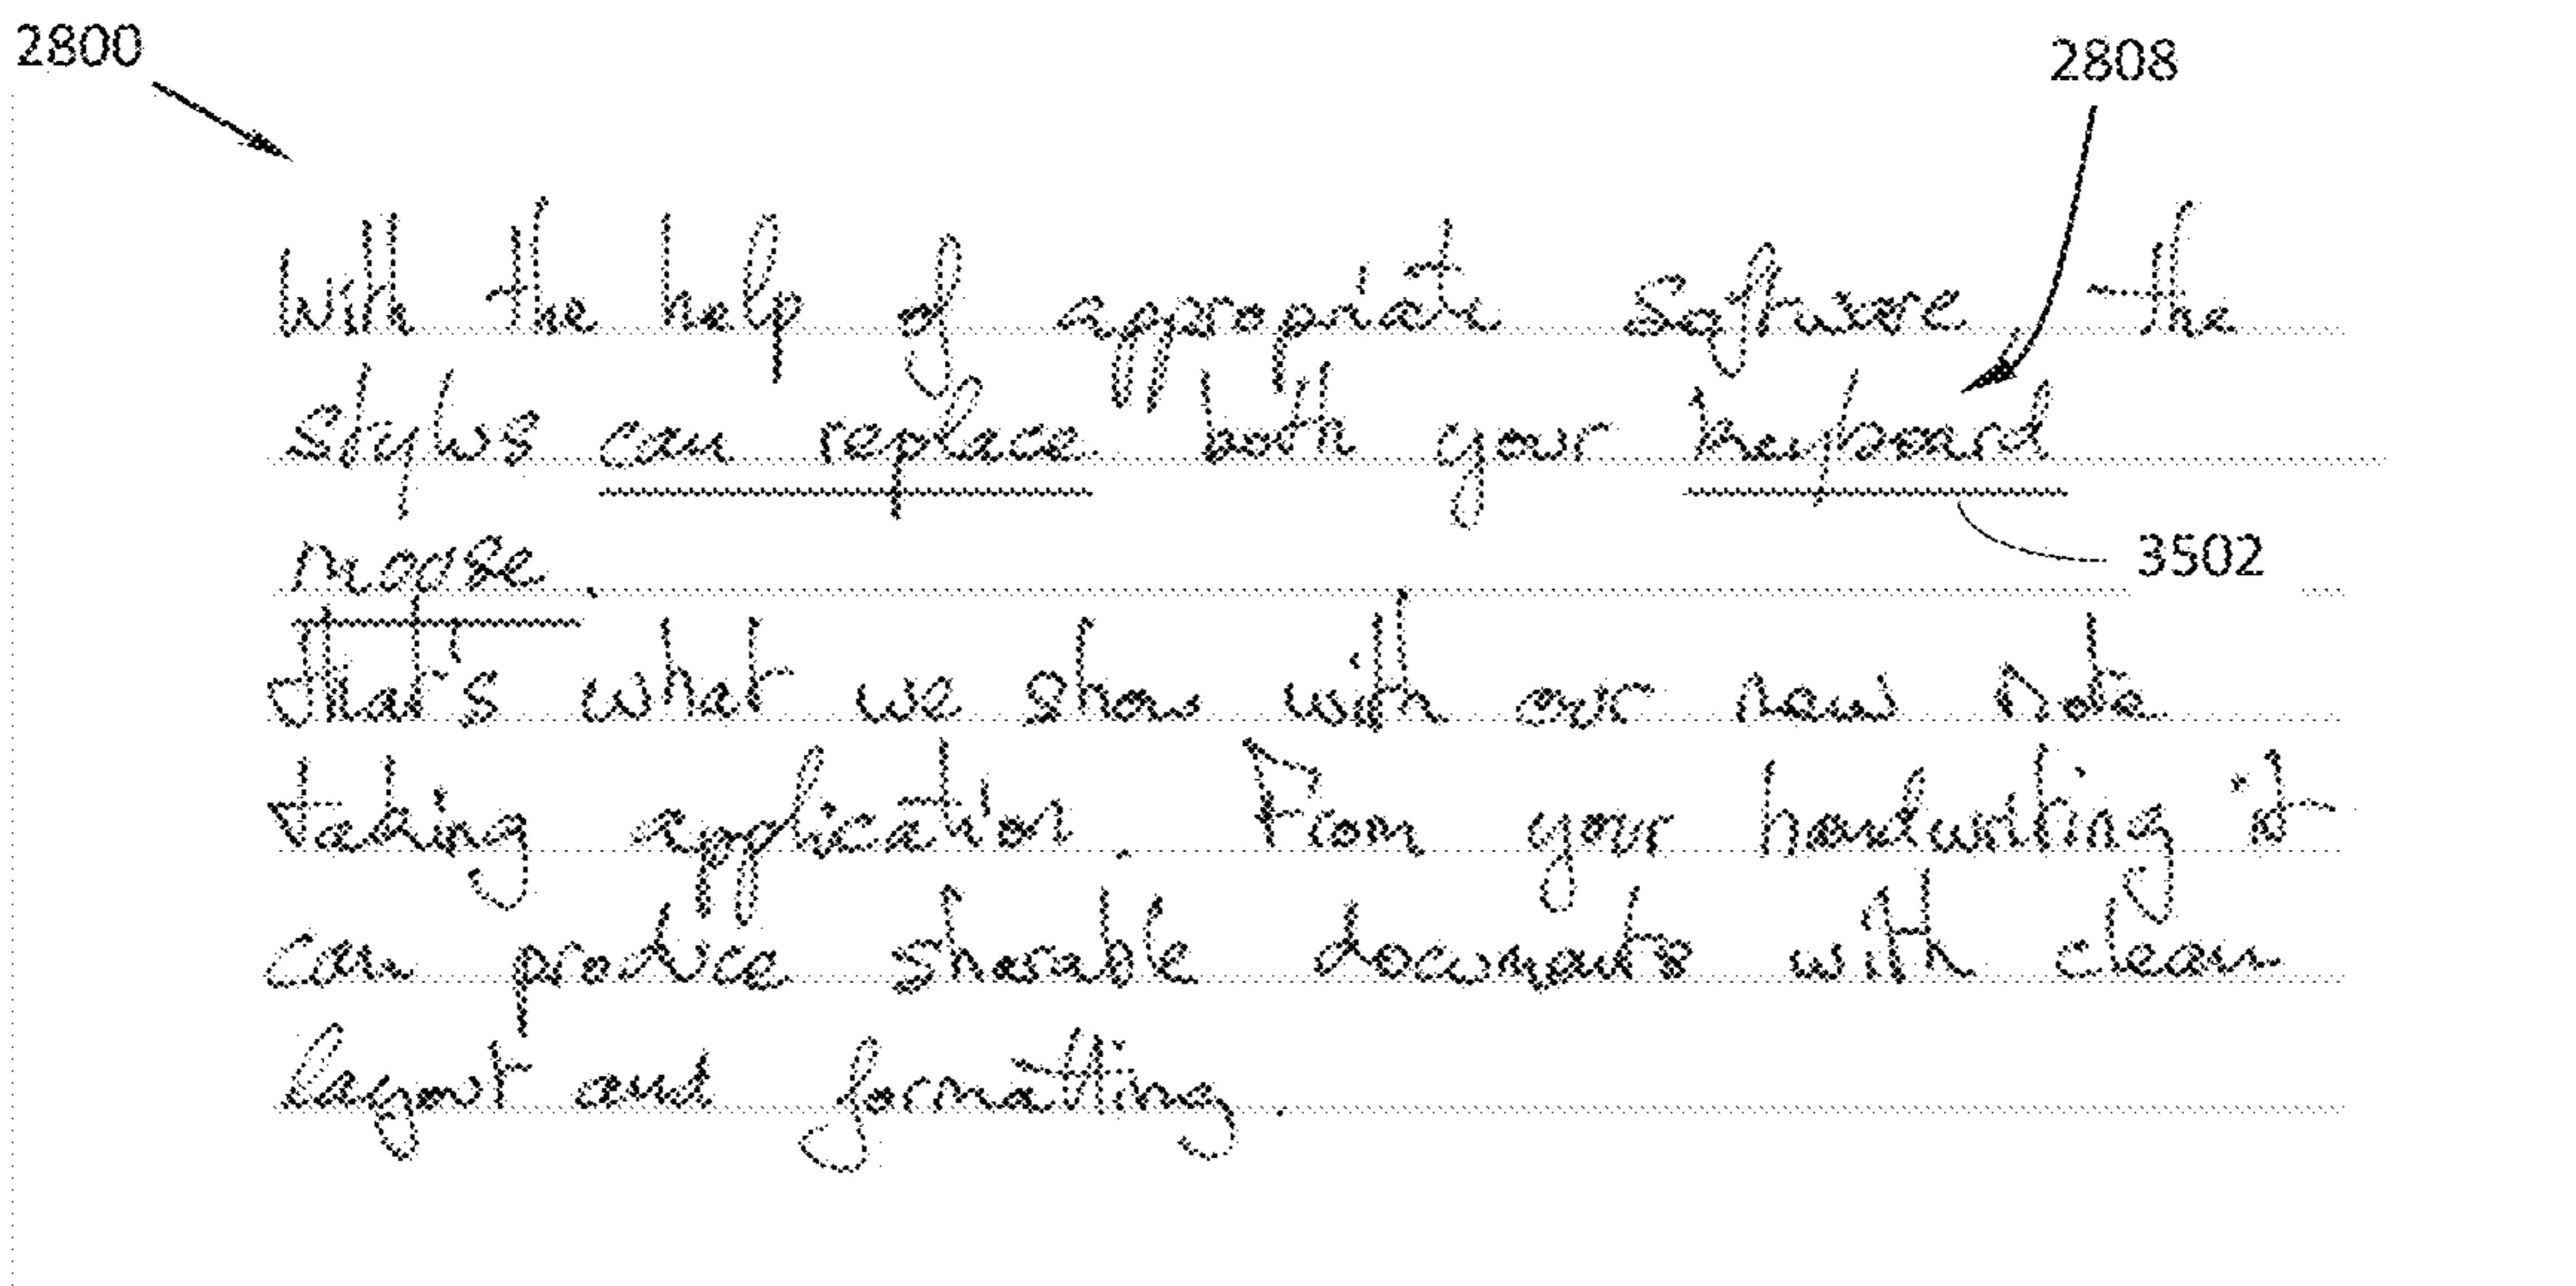 2800
2808
With the help of appropriate software the
stylus can replace both your keyboard
3502
moose.
That's what we show with our new note
taking application. From your handwriting it
can produce sharable documents with clean
layout and formatting.